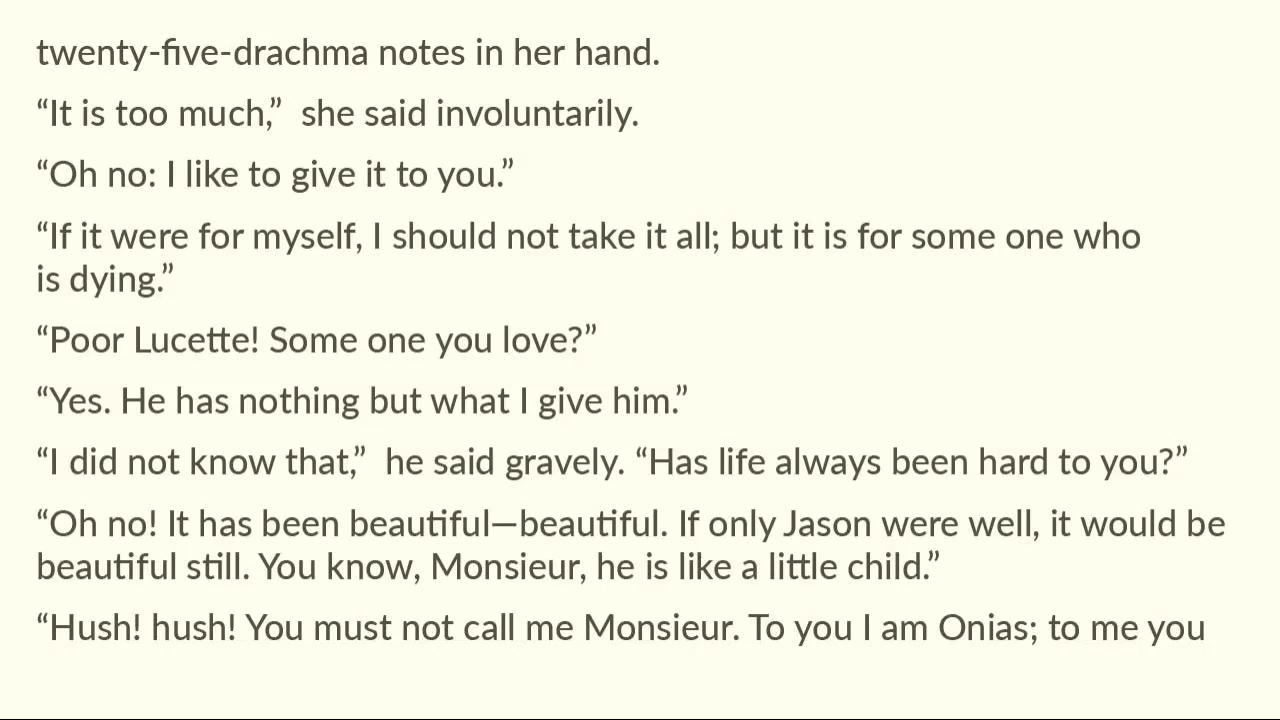 twenty-five-drachma notes in her hand.
“It is too much,”  she said involuntarily.
“Oh no: I like to give it to you.”
“If it were for myself, I should not take it all; but it is for some one who
is dying.”
“Poor Lucette! Some one you love?”
“Yes. He has nothing but what I give him.”
“I did not know that,”  he said gravely. “Has life always been hard to you?”
“Oh no! It has been beautiful—beautiful. If only Jason were well, it would be
beautiful still. You know, Monsieur, he is like a little child.”
“Hush! hush! You must not call me Monsieur. To you I am Onias; to me you